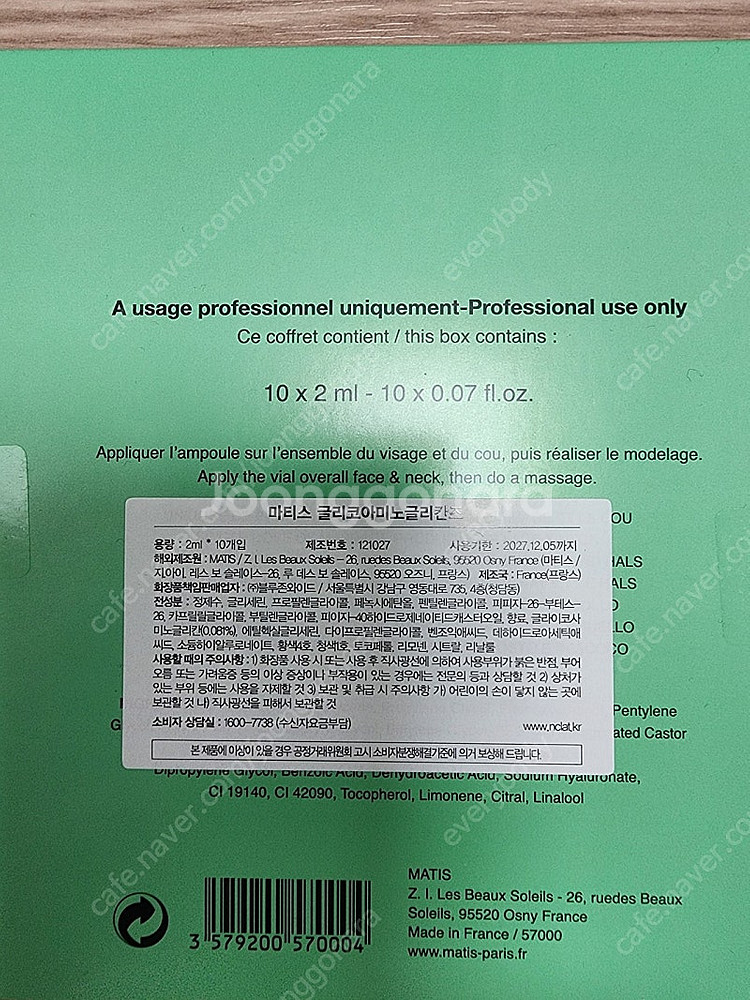 A usage professionnel uniquement-Professional use only
Ce coffret contient / this box contains :
10 x 2 ml - 10 x 0.07 fl.oz.
Appliquer l'ampoule sur l'ensemble du visage et du cou, puis réaliser le modelage.
Apply the vial overall face & neck, then do a massage.
Joonggonara
마티스 글리코아미노글리칸즈
OU
용량 : 2ml * 10개입 제조번호 : 121027 사용기한 : 2027.12.05까지
해외제조원 : MATIS / Z. I. Les Beaux Soleils - 26, ruedes Beaux Soleils, 95520 Osny France (마티스 /
지아이, 레스 보 솔레이스-26, 루 데스 보 솔레이스, 95520 오즈니, 프랑스) 제조국 : France(프랑스)
HALS
ALS
화장품책임판매업자 : (주)블루존와이드 / 서울특별시 강남구 영동대로 735, 4층(청담동)
전성분 : 정제수, 글리세린, 프로필렌글라이콜, 페녹시에탄올, 펜틸렌글라이콜, 피피지-26-부테스-
26, 카프릴릴글라이콜, 부틸렌글라이콜, 피이지-40하이드로제네이티드캐스터오일, 향료, 글라이코사
LLO
미노글리칸(0.081%), 에틸헥실글리세린, 다이프로필렌글라이콜, 벤조익애씨드, 데하이드로아세틱애
CO
씨드, 소듐하이알루로네이트, 황색4호, 청색1호, 토코페롤, 리모넨, 시트랄, 리날룰
사용할 때의 주의사항 : 1) 화장품 사용 시 또는 사용 후 직사광선에 의하여 사용부위가 붉은 반점, 부어
오름 또는 가려움증 등의 이상 증상이나 부작용이 있는 경우에는 전문의 등과 상담할 것 2) 상처가
있는 부위 등에는 사용을 자제할 것 3) 보관 및 취급 시 주의사항 가) 어린이의 손이 닿지 않는 곳에
보관할 것 나) 직사광선을 피해서 보관할 것
Pentylene
소비자 상담실 : 1600-7738 (수신자요금부담) www.nclat.kr
ated Castor
본 제품에 이상이 있을 경우 공정거래위원회 고시 소비자분쟁해결기준에 의거 보상해 드립니다.
Dipropylene Glycol, Benzoic Acid, Dehydroacetic Acid, Sodium Hyaluronate,
CI 19140, CI 42090, Tocopherol, Limonene, Citral, Linalool
MATIS
Z. I. Les Beaux Soleils - 26, ruedes Beaux
Soleils, 95520 Osny France
Made in France / 57000
www.matis-paris.fr
3 579200 570004
cafe.naver.com/joonggonara
everybody